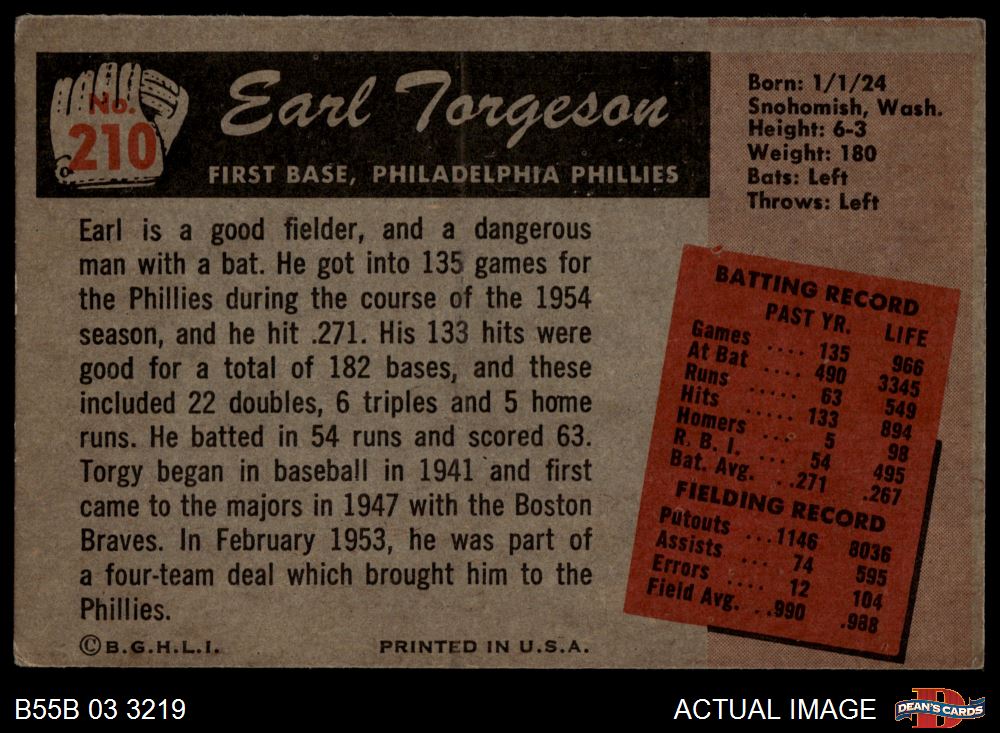 No.
210
Earl Torgeson
FIRST BASE, PHILADELPHIA PHILLIES
Born: 1/1/24
Snohomish, Wash.
Height: 6-3
Weight: 180
Bats: Left
Throws: Left
Earl is a good fielder, and a dangerous
man with a bat. He got into 135 games for
the Phillies during the course of the 1954
season, and he hit .271. His 133 hits were
good for a total of 182 bases, and these
included 22 doubles, 6 triples and 5 home
runs. He batted in 54 runs and scored 63.
Torgy began in baseball in 1941 and first
came to the majors in 1947 with the Boston
Braves. In February 1953, he was part of
a four-team deal which brought him to the
Phillies.
©B.G.H.L.I. PRINTED IN U.S.A.
BATTING RECORD
PAST YR. LIFE
Games .... 135 966
At Bat .... 490 3345
Runs ..... 63 549
Hits ..... 133 894
Homers .... 5 98
R. B. I. .... 54 495
Bat. Avg. ...271 .267
FIELDING RECORD
Putouts ...1146 8036
Assists .... 74 595
Errors .... 12 104
Field Avg. ..990 .988
B55B 03 3219
ACTUAL IMAGE
DEAN'S CARDS